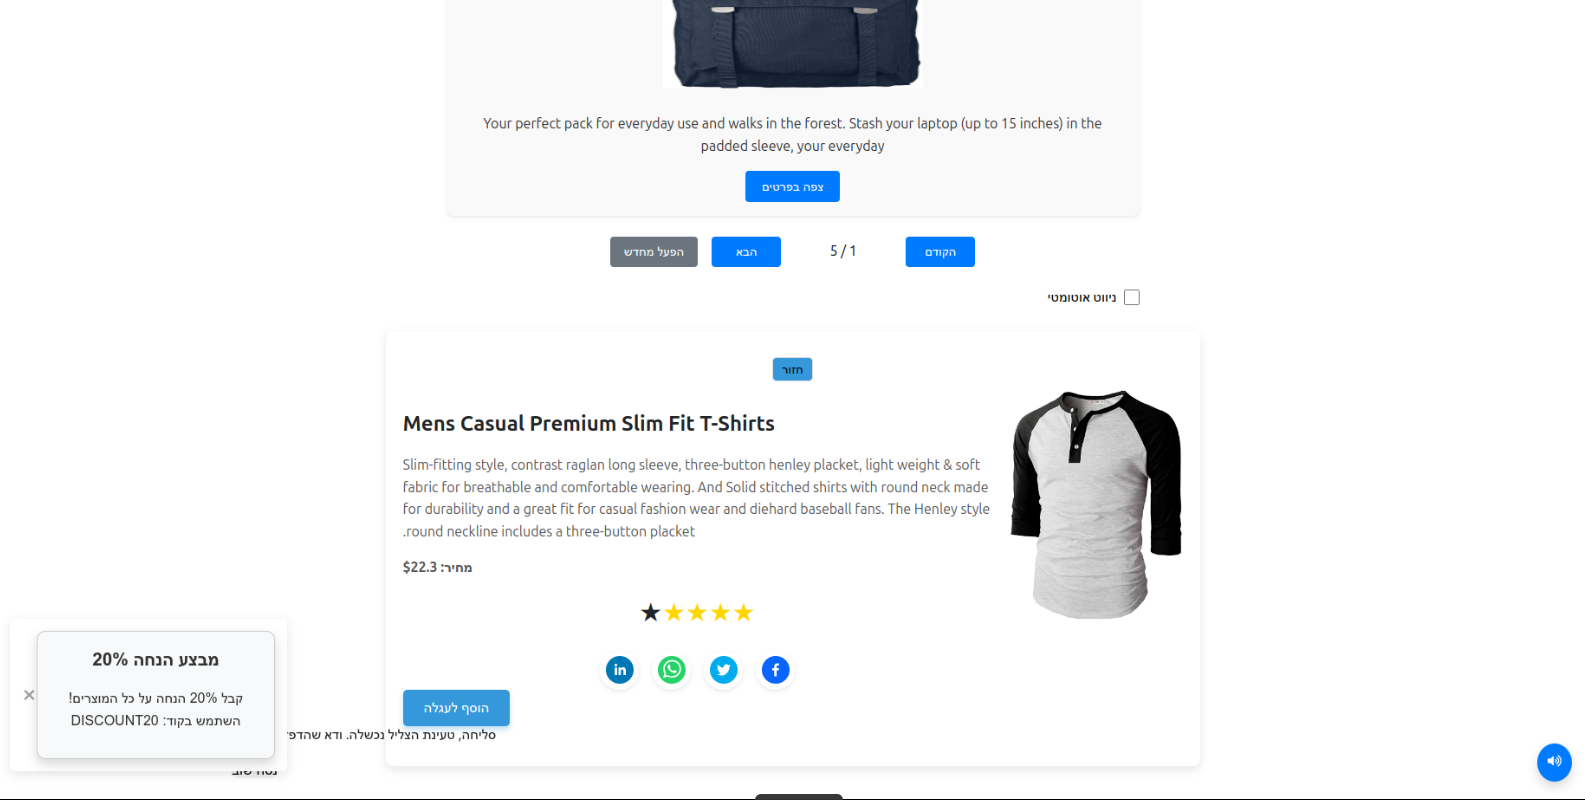 Your perfect pack for everyday use and walks in the forest. Stash your laptop (up to 15 inches) in the
padded sleeve, your everyday
צפה בפרטים
הקודם
5 / 1
הבא
הפעל מחדש
ניווט אוטומטי
חזור
Mens Casual Premium Slim Fit T-Shirts
Slim-fitting style, contrast raglan long sleeve, three-button henley placket, light weight & soft
fabric for breathable and comfortable wearing. And Solid stitched shirts with round neck made
for durability and a great fit for casual fashion wear and diehard baseball fans. The Henley style
.round neckline includes a three-button placket
מחיר: $22.3
הוסף לעגלה
סליחה, טעינת הצליל נכשלה. ודא שהדפ
נסה שוב
מבצע הנחה 20%
קבל 20% הנחה על כל המוצרים!
השתמש בקוד: DISCOUNT20